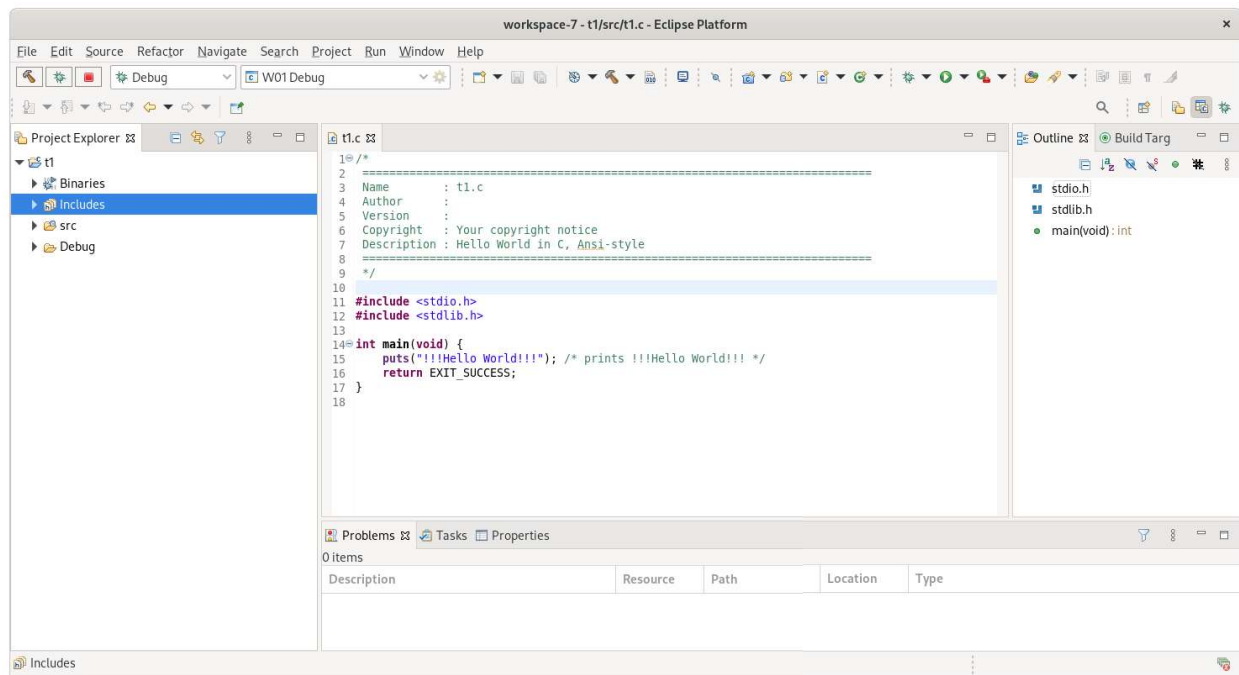 workspace-7 - t1/src/t1.c - Eclipse Platform
File Edit Source Refactor Navigate Search Project Run Window Help
Debug W01 Debug
Project Explorer
t1
Binaries
Includes
src
Debug
t1.c
1 /*
2 ============================================================================
3 Name : t1.c
4 Author :
5 Version :
6 Copyright : Your copyright notice
7 Description : Hello World in C, Ansi-style
8 ============================================================================
9 */
10
11 #include <stdio.h>
12 #include <stdlib.h>
13
14 int main(void) {
15 puts("!!!Hello World!!!"); /* prints !!!Hello World!!! */
16 return EXIT_SUCCESS;
17 }
18
Outline Build Targ
stdio.h
stdlib.h
main(void) : int
Problems Tasks Properties
0 items
Description Resource Path Location Type
Includes